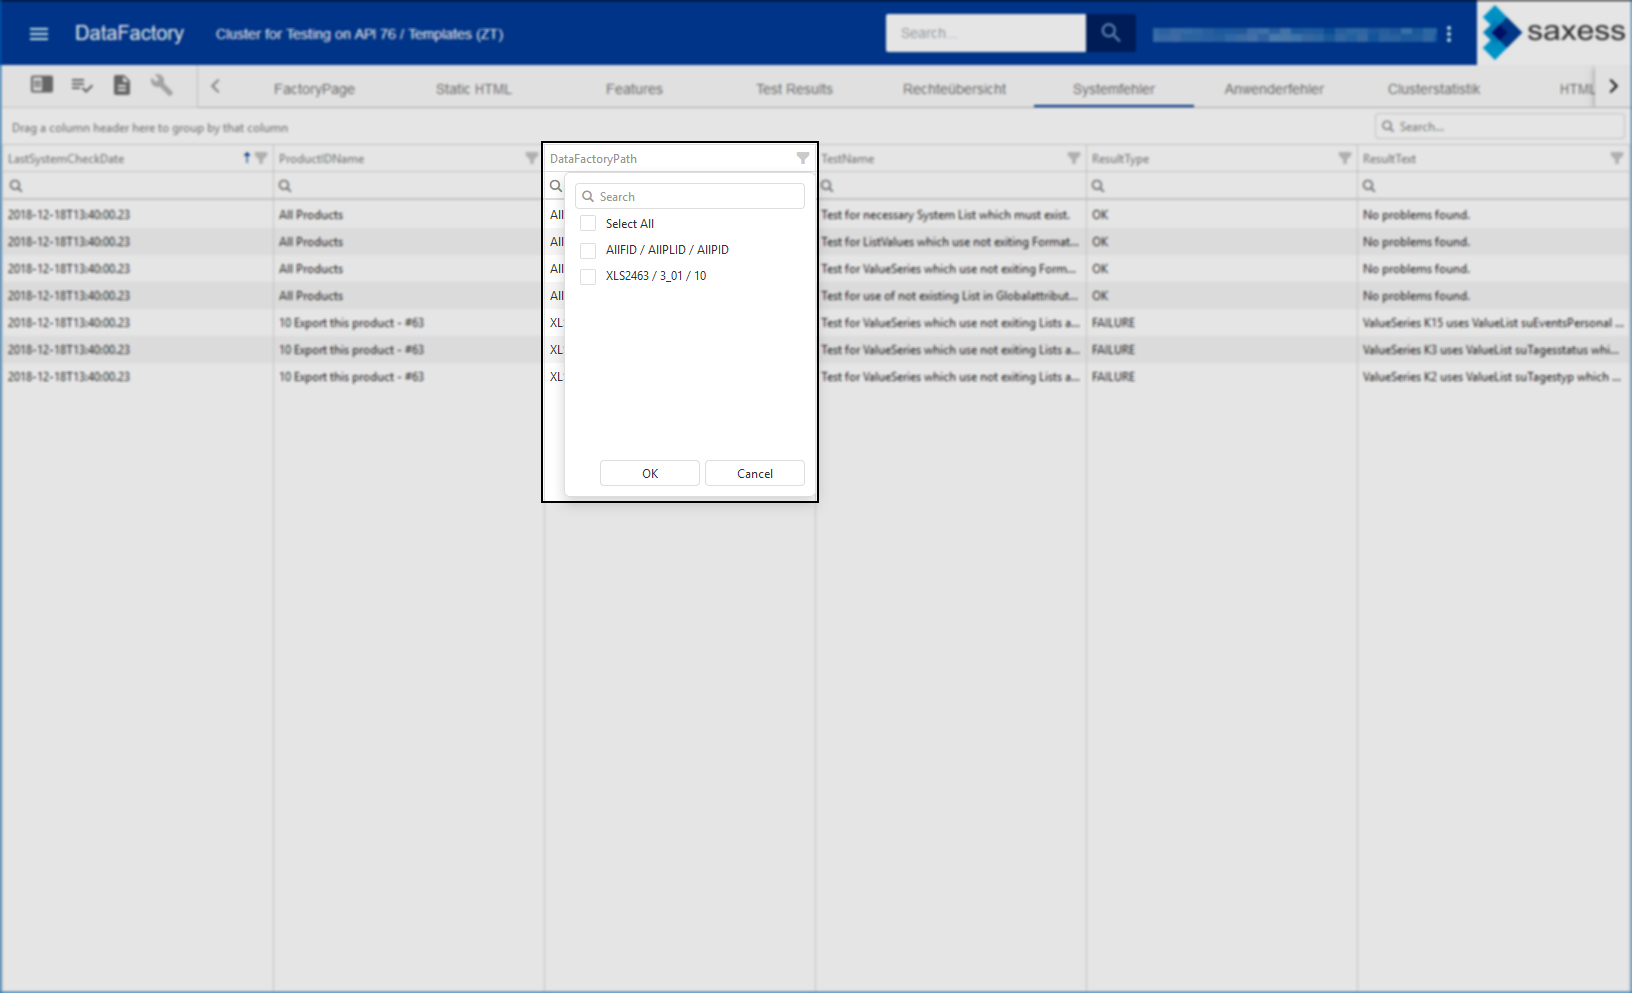 DataFactory
Cluster for Testing on API 76 / Templates (ZT)
Search...
saxess
FactoryPage
Static HTML
Features
Test Results
Rechteübersicht
Systemfehler
Anwenderfehler
Clusterstatistik
HTML
Drag a column header here to group by that column
Search...
LastSystemCheckDate
ProductIDName
DataFactoryPath
TestName
ResultType
ResultText
Search
Select All
AllFID / AllPLID / AllPID
XLS2463 / 3_01 / 10
OK
Cancel
2018-12-18T13:40:00.23 All Products All Test for necessary System List which must exist. OK No problems found.
2018-12-18T13:40:00.23 All Products All Test for ListValues which use not exiting Format... OK No problems found.
2018-12-18T13:40:00.23 All Products All Test for ValueSeries which use not exiting Form... OK No problems found.
2018-12-18T13:40:00.23 All Products All Test for use of not existing List in Globalattribut... OK No problems found.
2018-12-18T13:40:00.23 10 Export this product - #63 XL Test for ValueSeries which use not exiting Lists a... FAILURE ValueSeries K15 uses ValueList suEventsPersonal ...
2018-12-18T13:40:00.23 10 Export this product - #63 XL Test for ValueSeries which use not exiting Lists a... FAILURE ValueSeries K3 uses ValueList suTagesstatus whi...
2018-12-18T13:40:00.23 10 Export this product - #63 XL Test for ValueSeries which use not exiting Lists a... FAILURE ValueSeries K2 uses ValueList suTagestyp which ...